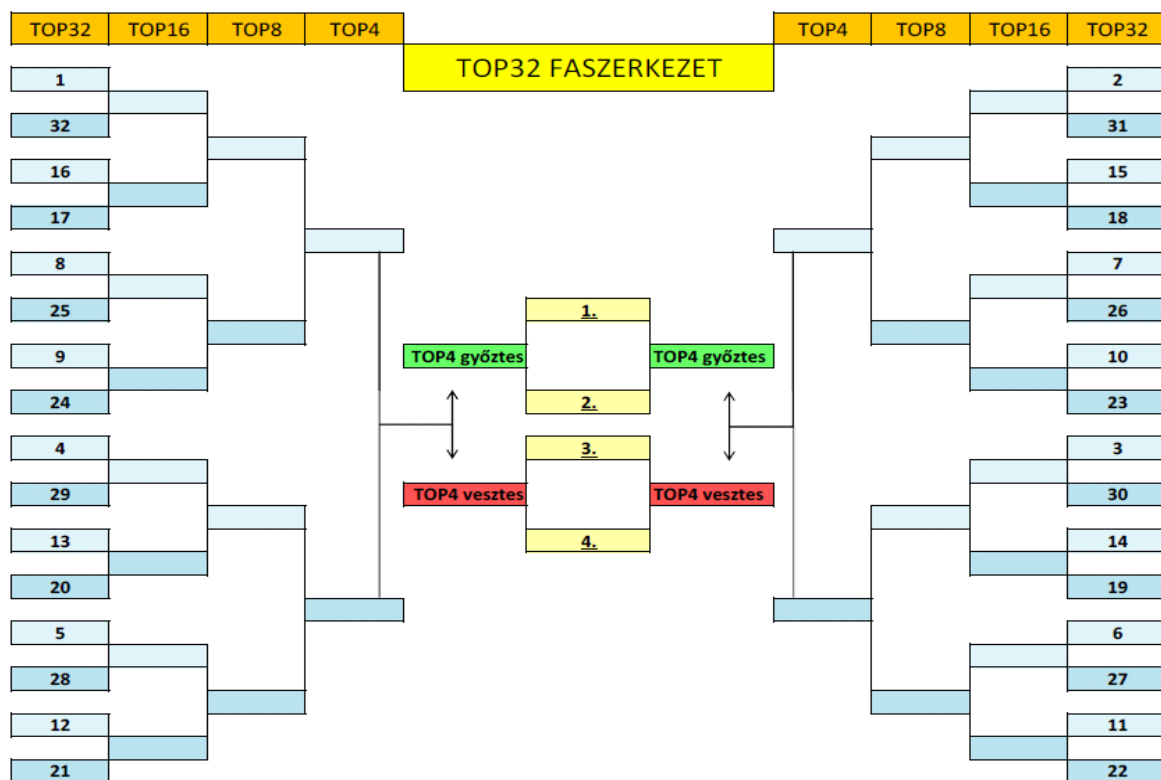 TOP32 TOP16 TOP8 TOP4 TOP4 TOP8 TOP16 TOP32
TOP32 FASZERKEZET
1 2
32 31
16 15
17 18
8 7
25 1. 26
9 TOP4 győztes TOP4 győztes 10
24 2. 23
4 3. 3
29 TOP4 vesztes TOP4 vesztes 30
13 4. 14
20 19
5 6
28 27
12 11
21 22